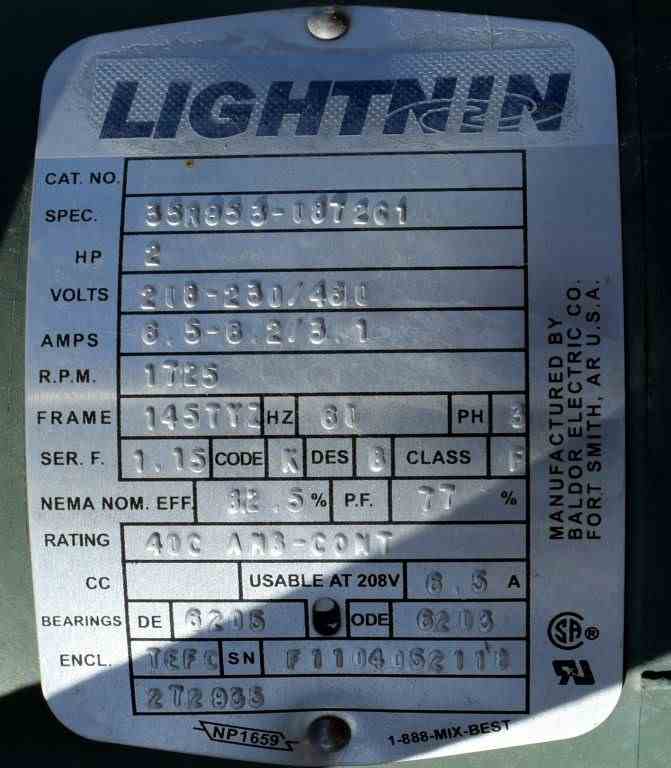 LIGHTNIN
CAT. NO.
SPEC. 35R953-0872G1
HP 2
VOLTS 208-230/460
AMPS 6.5-6.2/3.1
R.P.M. 1725
FRAME 145TYZ HZ 60 PH 3
SER. F. 1.15 CODE K DES B CLASS F
NEMA NOM. EFF. 82.5 % P.F. 77 %
RATING 40C AMB-CONT
CC USABLE AT 208V 6.5 A
BEARINGS DE 6205 ODE 6203
ENCL. TEFC SN
NP1659 1-888-MIX-BEST
MANUFACTURED BY
BALDOR ELECTRIC CO.
FORT SMITH, AR U.S.A.
SA ®